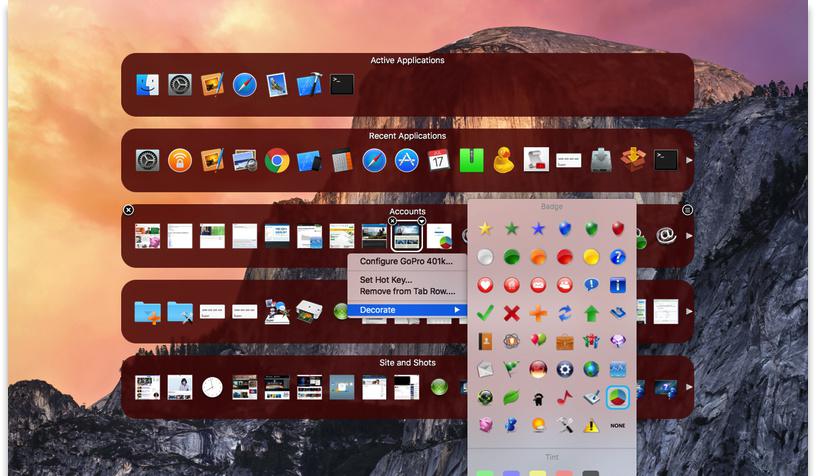 Active Applications
Recent Applications
17
Accounts
Badge
Configure GoPro 401k...
Set Hot Key...
Remove from Tab Row....
Decorate
Site and Shots
NONE
Tint